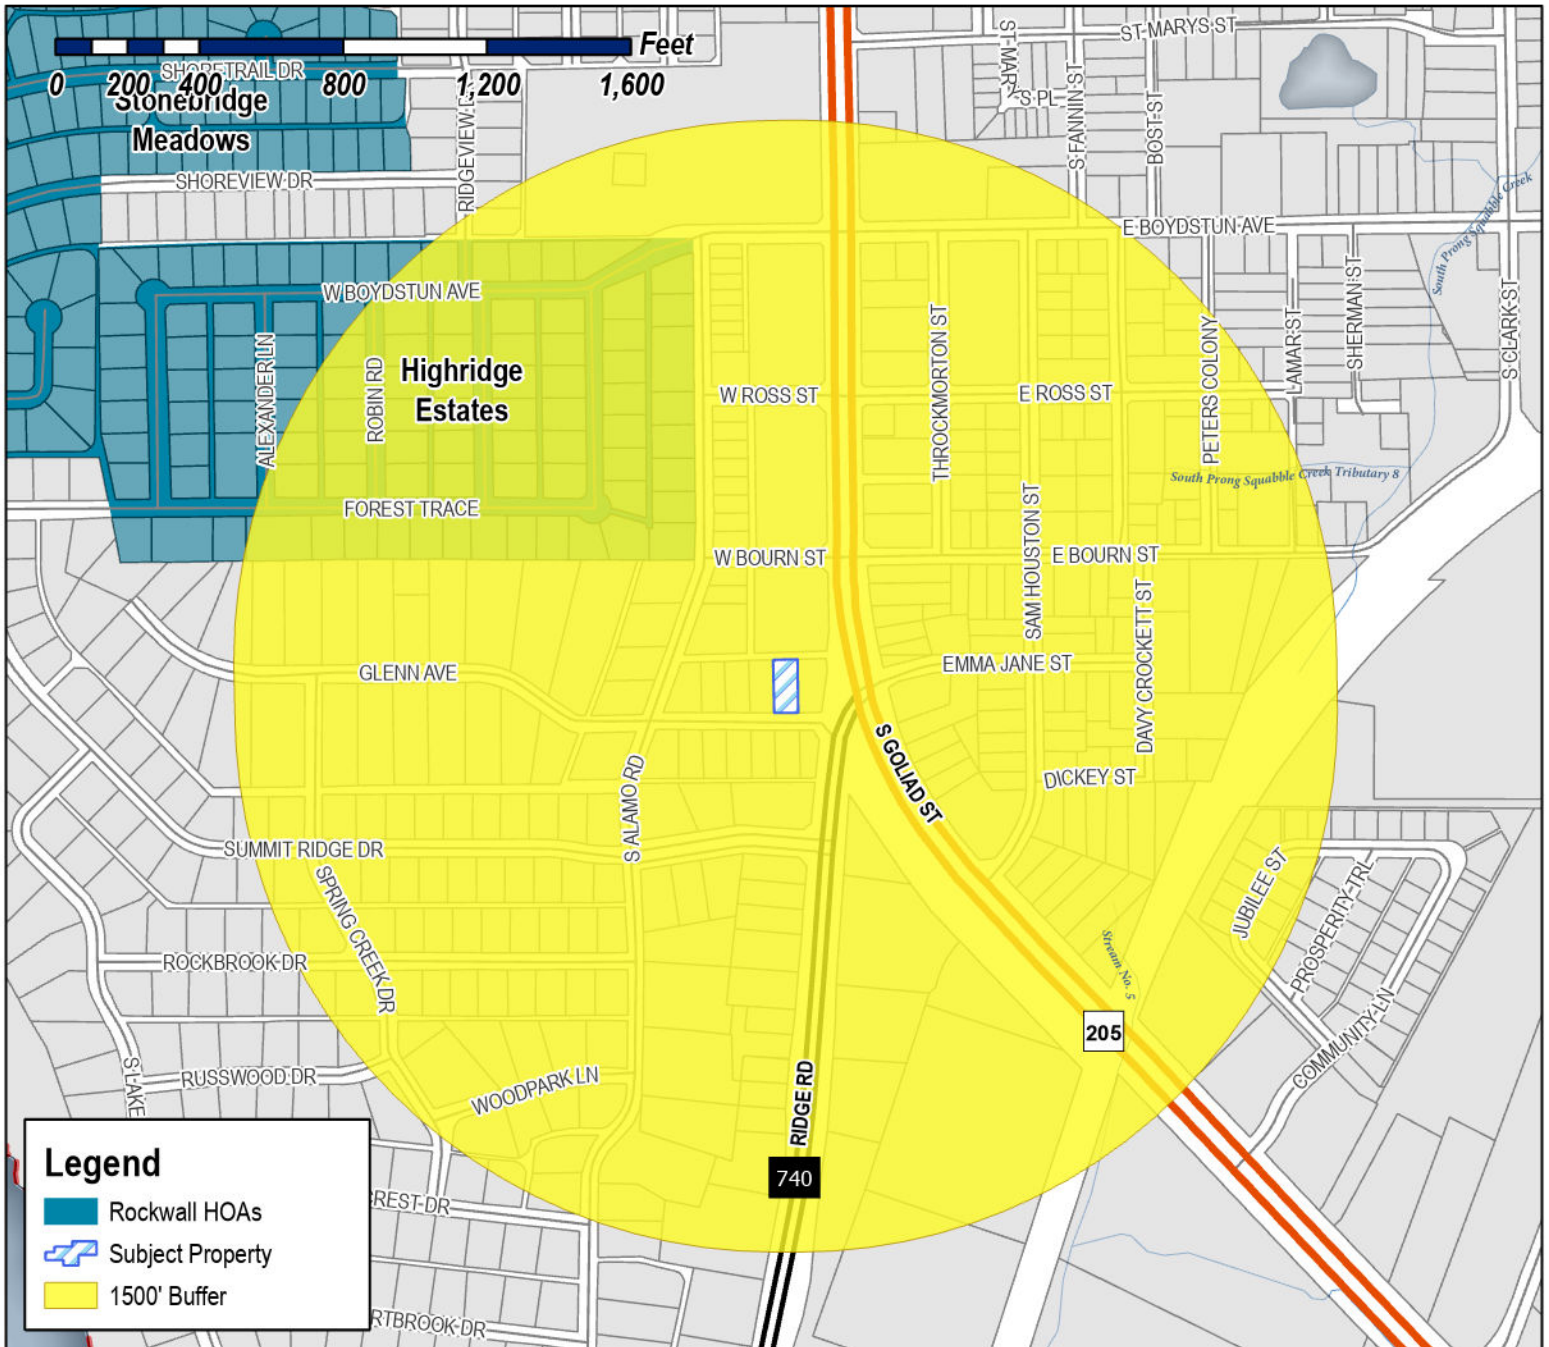 Feet
0 200 400 800 1,200 1,600
SHORETRAIL DR
Stonebridge
Meadows
SHOREVIEW DR
RIDGEVIEW
ST MARYS ST
ST MARY
S PL
S FANNIN ST
BOST ST
E BOYDSTUN AVE
South Prong Squabble Creek
W BOYDSTUN AVE
Highridge
Estates
ALEXANDER LN
ROBIN RD
W ROSS ST
THROCKMORTON ST
E ROSS ST
PETERS COLONY
LAMAR ST
SHERMAN ST
S CLARK ST
South Prong Squabble Creek Tributary 8
FOREST TRACE
W BOURN ST
SAM HOUSTON ST
E BOURN ST
DAVY CROCKETT ST
GLENN AVE
EMMA JANE ST
S GOLIAD ST
DICKEY ST
S ALAMO RD
SUMMIT RIDGE DR
SPRING CREEK DR
JUBILEE ST
PROSPERITY TRL
ROCKBROOK DR
Stream No. 5
205
COMMUNITY LN
S LAKE
RUSSWOOD DR
WOODPARK LN
RIDGE RD
740
CREST DR
RTBROOK DR
Legend
Rockwall HOAs
Subject Property
1500' Buffer